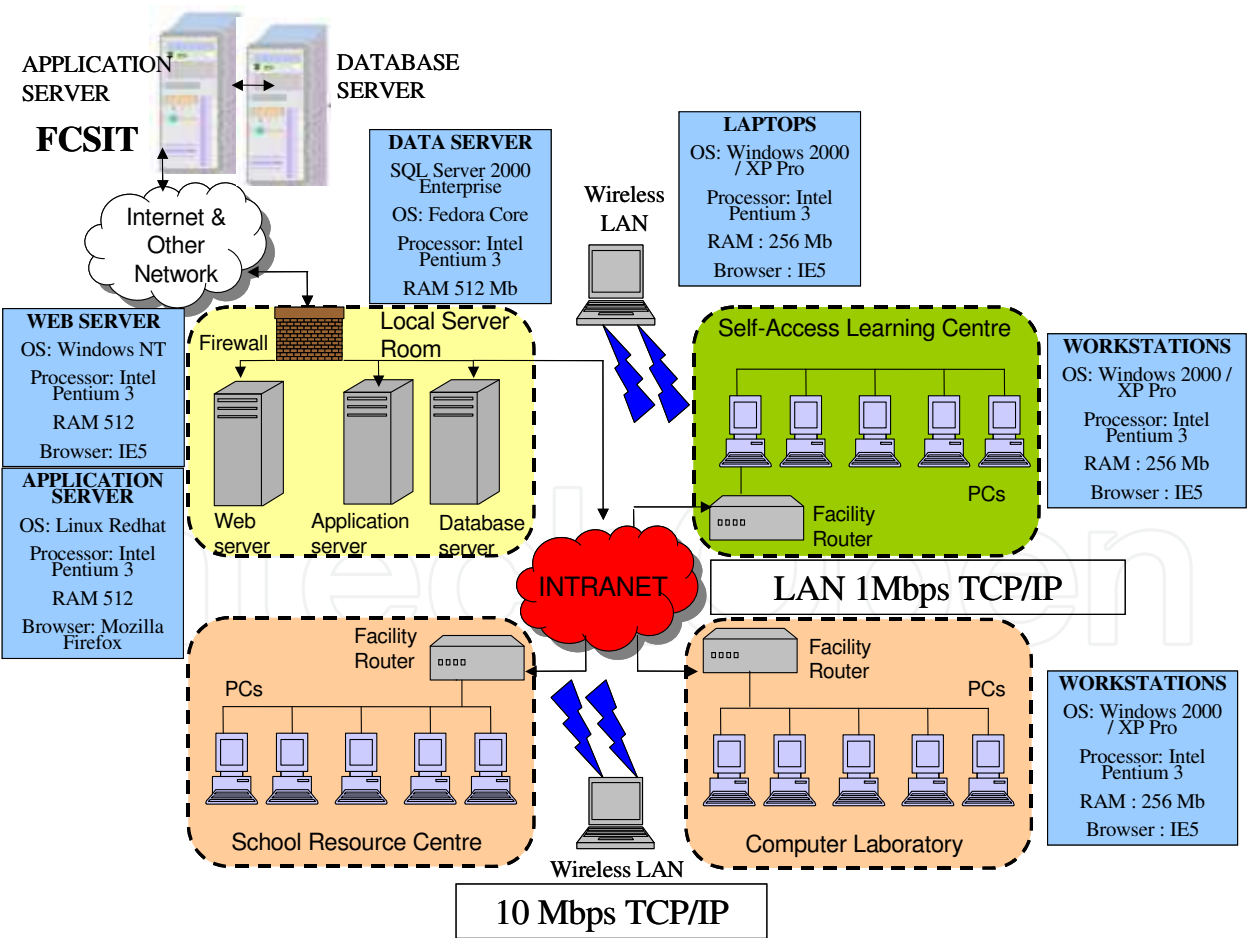 APPLICATION
SERVER
DATABASE
SERVER
FCSIT
Internet &
Other
Network
DATA SERVER
SQL Server 2000
Enterprise
OS: Fedora Core
Processor: Intel
Pentium 3
RAM 512 Mb
Wireless
LAN
LAPTOPS
OS: Windows 2000
/ XP Pro
Processor: Intel
Pentium 3
RAM : 256 Mb
Browser : IE5
WEB SERVER
OS: Windows NT
Processor: Intel
Pentium 3
RAM 512
Browser: IE5
APPLICATION
SERVER
OS: Linux Redhat
Processor: Intel
Pentium 3
RAM 512
Browser: Mozilla
Firefox
Firewall
Local Server
Room
Web
server
Application
server
Database
server
Self-Access Learning Centre
PCs
Facility
Router
WORKSTATIONS
OS: Windows 2000 /
XP Pro
Processor: Intel
Pentium 3
RAM : 256 Mb
Browser : IE5
INTRANET
LAN 1Mbps TCP/IP
Facility
Router
PCs
School Resource Centre
Facility
Router
PCs
Computer Laboratory
WORKSTATIONS
OS: Windows 2000
/ XP Pro
Processor: Intel
Pentium 3
RAM : 256 Mb
Browser : IE5
Wireless LAN
10 Mbps TCP/IP